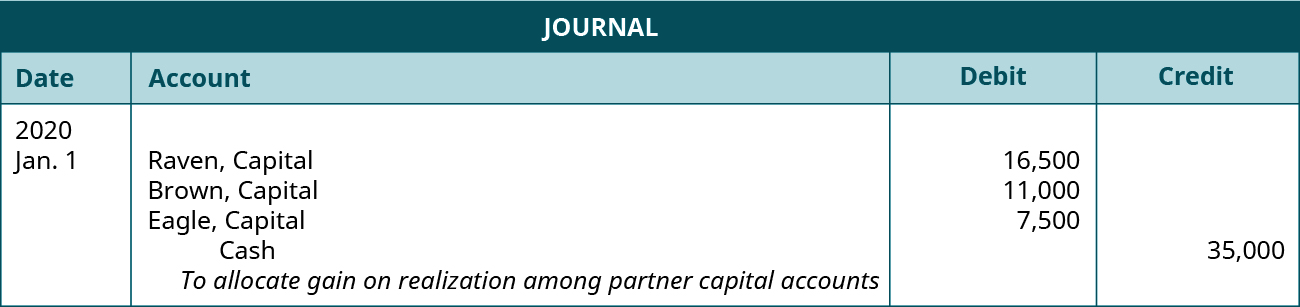 JOURNAL
Date Account Debit Credit
2020
Jan. 1 Raven, Capital 16,500
Brown, Capital 11,000
Eagle, Capital 7,500
Cash 35,000
To allocate gain on realization among partner capital accounts